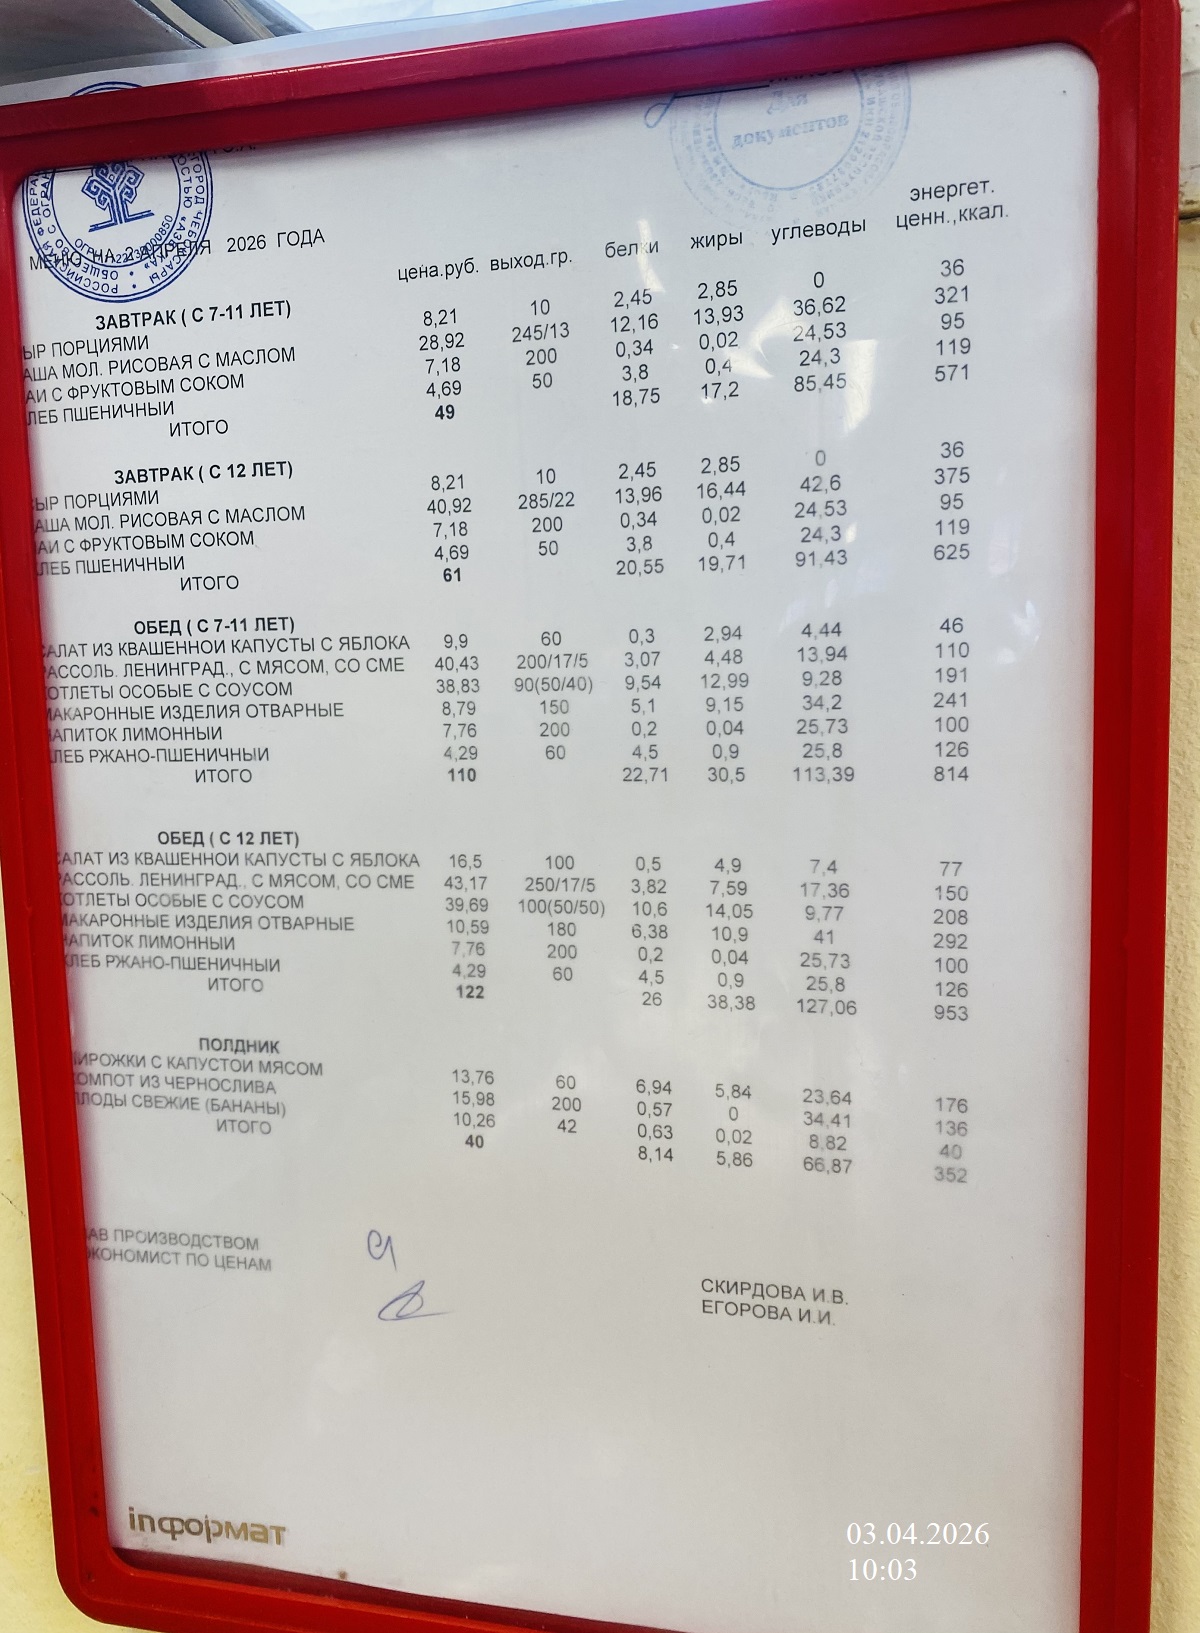 Для
документов
МЕНЮ НА 2 АПРЕЛЯ 2026 ГОДА
цена.руб. выход.гр. белки жиры углеводы энергет. ценн.,ккал.
ЗАВТРАК ( С 7-11 ЛЕТ)
ЫР ПОРЦИЯМИ 8,21 10 2,45 2,85 0 36
АША МОЛ. РИСОВАЯ С МАСЛОМ 28,92 245/13 12,16 13,93 36,62 321
АИ С ФРУКТОВЫМ СОКОМ 7,18 200 0,34 0,02 24,53 95
ЛЕБ ПШЕНИЧНЫИ 4,69 50 3,8 0,4 24,3 119
ИТОГО 49 18,75 17,2 85,45 571
ЗАВТРАК ( С 12 ЛЕТ)
ЫР ПОРЦИЯМИ 8,21 10 2,45 2,85 0 36
АША МОЛ. РИСОВАЯ С МАСЛОМ 40,92 285/22 13,96 16,44 42,6 375
АИ С ФРУКТОВЫМ СОКОМ 7,18 200 0,34 0,02 24,53 95
ЛЕБ ПШЕНИЧНЫИ 4,69 50 3,8 0,4 24,3 119
ИТОГО 61 20,55 19,71 91,43 625
ОБЕД ( С 7-11 ЛЕТ)
АЛАТ ИЗ КВАШЕННОИ КАПУСТЫ С ЯБЛОКА 9,9 60 0,3 2,94 4,44 46
РАССОЛЬ. ЛЕНИНГРАД., С МЯСОМ, СО СМЕ 40,43 200/17/5 3,07 4,48 13,94 110
ОТЛЕТЫ ОСОБЫЕ С СОУСОМ 38,83 90(50/40) 9,54 12,99 9,28 191
МАКАРОННЫЕ ИЗДЕЛИЯ ОТВАРНЫЕ 8,79 150 5,1 9,15 34,2 241
АПИТОК ЛИМОННЫИ 7,76 200 0,2 0,04 25,73 100
ЛЕБ РЖАНО-ПШЕНИЧНЫИ 4,29 60 4,5 0,9 25,8 126
ИТОГО 110 22,71 30,5 113,39 814
ОБЕД ( С 12 ЛЕТ)
АЛАТ ИЗ КВАШЕННОИ КАПУСТЫ С ЯБЛОКА 16,5 100 0,5 4,9 7,4 77
РАССОЛЬ. ЛЕНИНГРАД., С МЯСОМ, СО СМЕ 43,17 250/17/5 3,82 7,59 17,36 150
ОТЛЕТЫ ОСОБЫЕ С СОУСОМ 39,69 100(50/50) 10,6 14,05 9,77 208
МАКАРОННЫЕ ИЗДЕЛИЯ ОТВАРНЫЕ 10,59 180 6,38 10,9 41 292
АПИТОК ЛИМОННЫИ 7,76 200 0,2 0,04 25,73 100
ЛЕБ РЖАНО-ПШЕНИЧНЫИ 4,29 60 4,5 0,9 25,8 126
ИТОГО 122 26 38,38 127,06 953
ПОЛДНИК
ИРОЖКИ С КАПУСТОИ МЯСОМ 13,76 60 6,94 5,84 23,64 176
ОМПОТ ИЗ ЧЕРНОСЛИВА 15,98 200 0,57 0 34,41 136
ЛОДЫ СВЕЖИЕ (БАНАНЫ) 10,26 42 0,63 0,02 8,82 40
ИТОГО 40 8,14 5,86 66,87 352
АВ ПРОИЗВОДСТВОМ СКИРДОВА И.В.
КОНОМИСТ ПО ЦЕНАМ ЕГОРОВА И.И.
inформат
03.04.2026
10:03